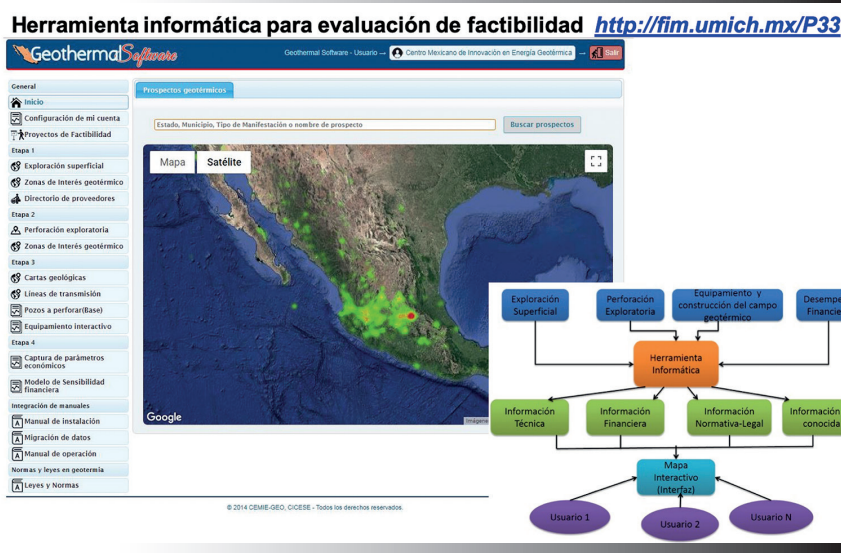 Herramienta informática para evaluación de factibilidad http://fim.umich.mx/P33
Geothermal Software
Geothermal Software - Usuario → Centro Mexicano de Innovación en Energía Geotérmica → Salir
General
Inicio
Configuración de mi cuenta
Proyectos de Factibilidad
Etapa 1
Exploración superficial
Zonas de Interés geotérmico
Directorio de proveedores
Etapa 2
Perforación exploratoria
Zonas de Interés geotérmico
Etapa 3
Cartas geológicas
Líneas de transmisión
Pozos a perforar(Base)
Equipamiento interactivo
Etapa 4
Captura de parámetros
económicos
Modelo de Sensibilidad
financiera
Integración de manuales
Manual de instalación
Migración de datos
Manual de operación
Normas y leyes en geotermia
Leyes y Normas
Prospectos geotérmicos
Estado, Municipio, Tipo de Manifestación o nombre de prospecto
Buscar prospectos
Mapa Satélite
Google
Imágene
© 2014 CEMIE-GEO, CICESE - Todos los derechos reservados.
Exploración
Superficial
Perforación
Exploratoria
Equipamiento y
construcción del campo
geotérmico
Desempe
Financie
Herramienta
Informática
Información
Técnica
Información
Financiera
Información
Normativa-Legal
Información
conocida
Mapa
Interactivo
(Interfaz)
Usuario 1
Usuario 2
Usuario N